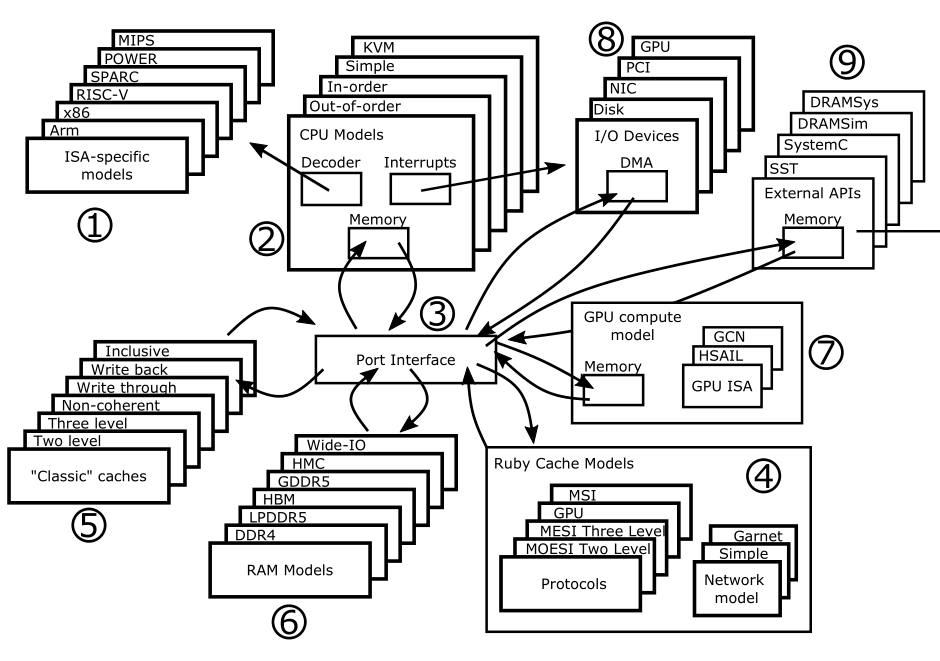 MIPS
POWER
SPARC
RISC-V
x86
Arm
ISA-specific
models
1
KVM
Simple
In-order
Out-of-order
CPU Models
Decoder
Interrupts
Memory
2
8
GPU
PCI
NIC
Disk
I/O Devices
DMA
9
DRAMSys
DRAMSim
SystemC
SST
External APIs
Memory
3
Port Interface
GPU compute
model
Memory
GCN
HSAIL
GPU ISA
7
Inclusive
Write back
Write through
Non-coherent
Three level
Two level
"Classic" caches
5
Wide-IO
HMC
GDDR5
HBM
LPDDR5
DDR4
RAM Models
6
Ruby Cache Models
4
MSI
GPU
MESI Three Level
MOESI Two Level
Protocols
Garnet
Simple
Network
model